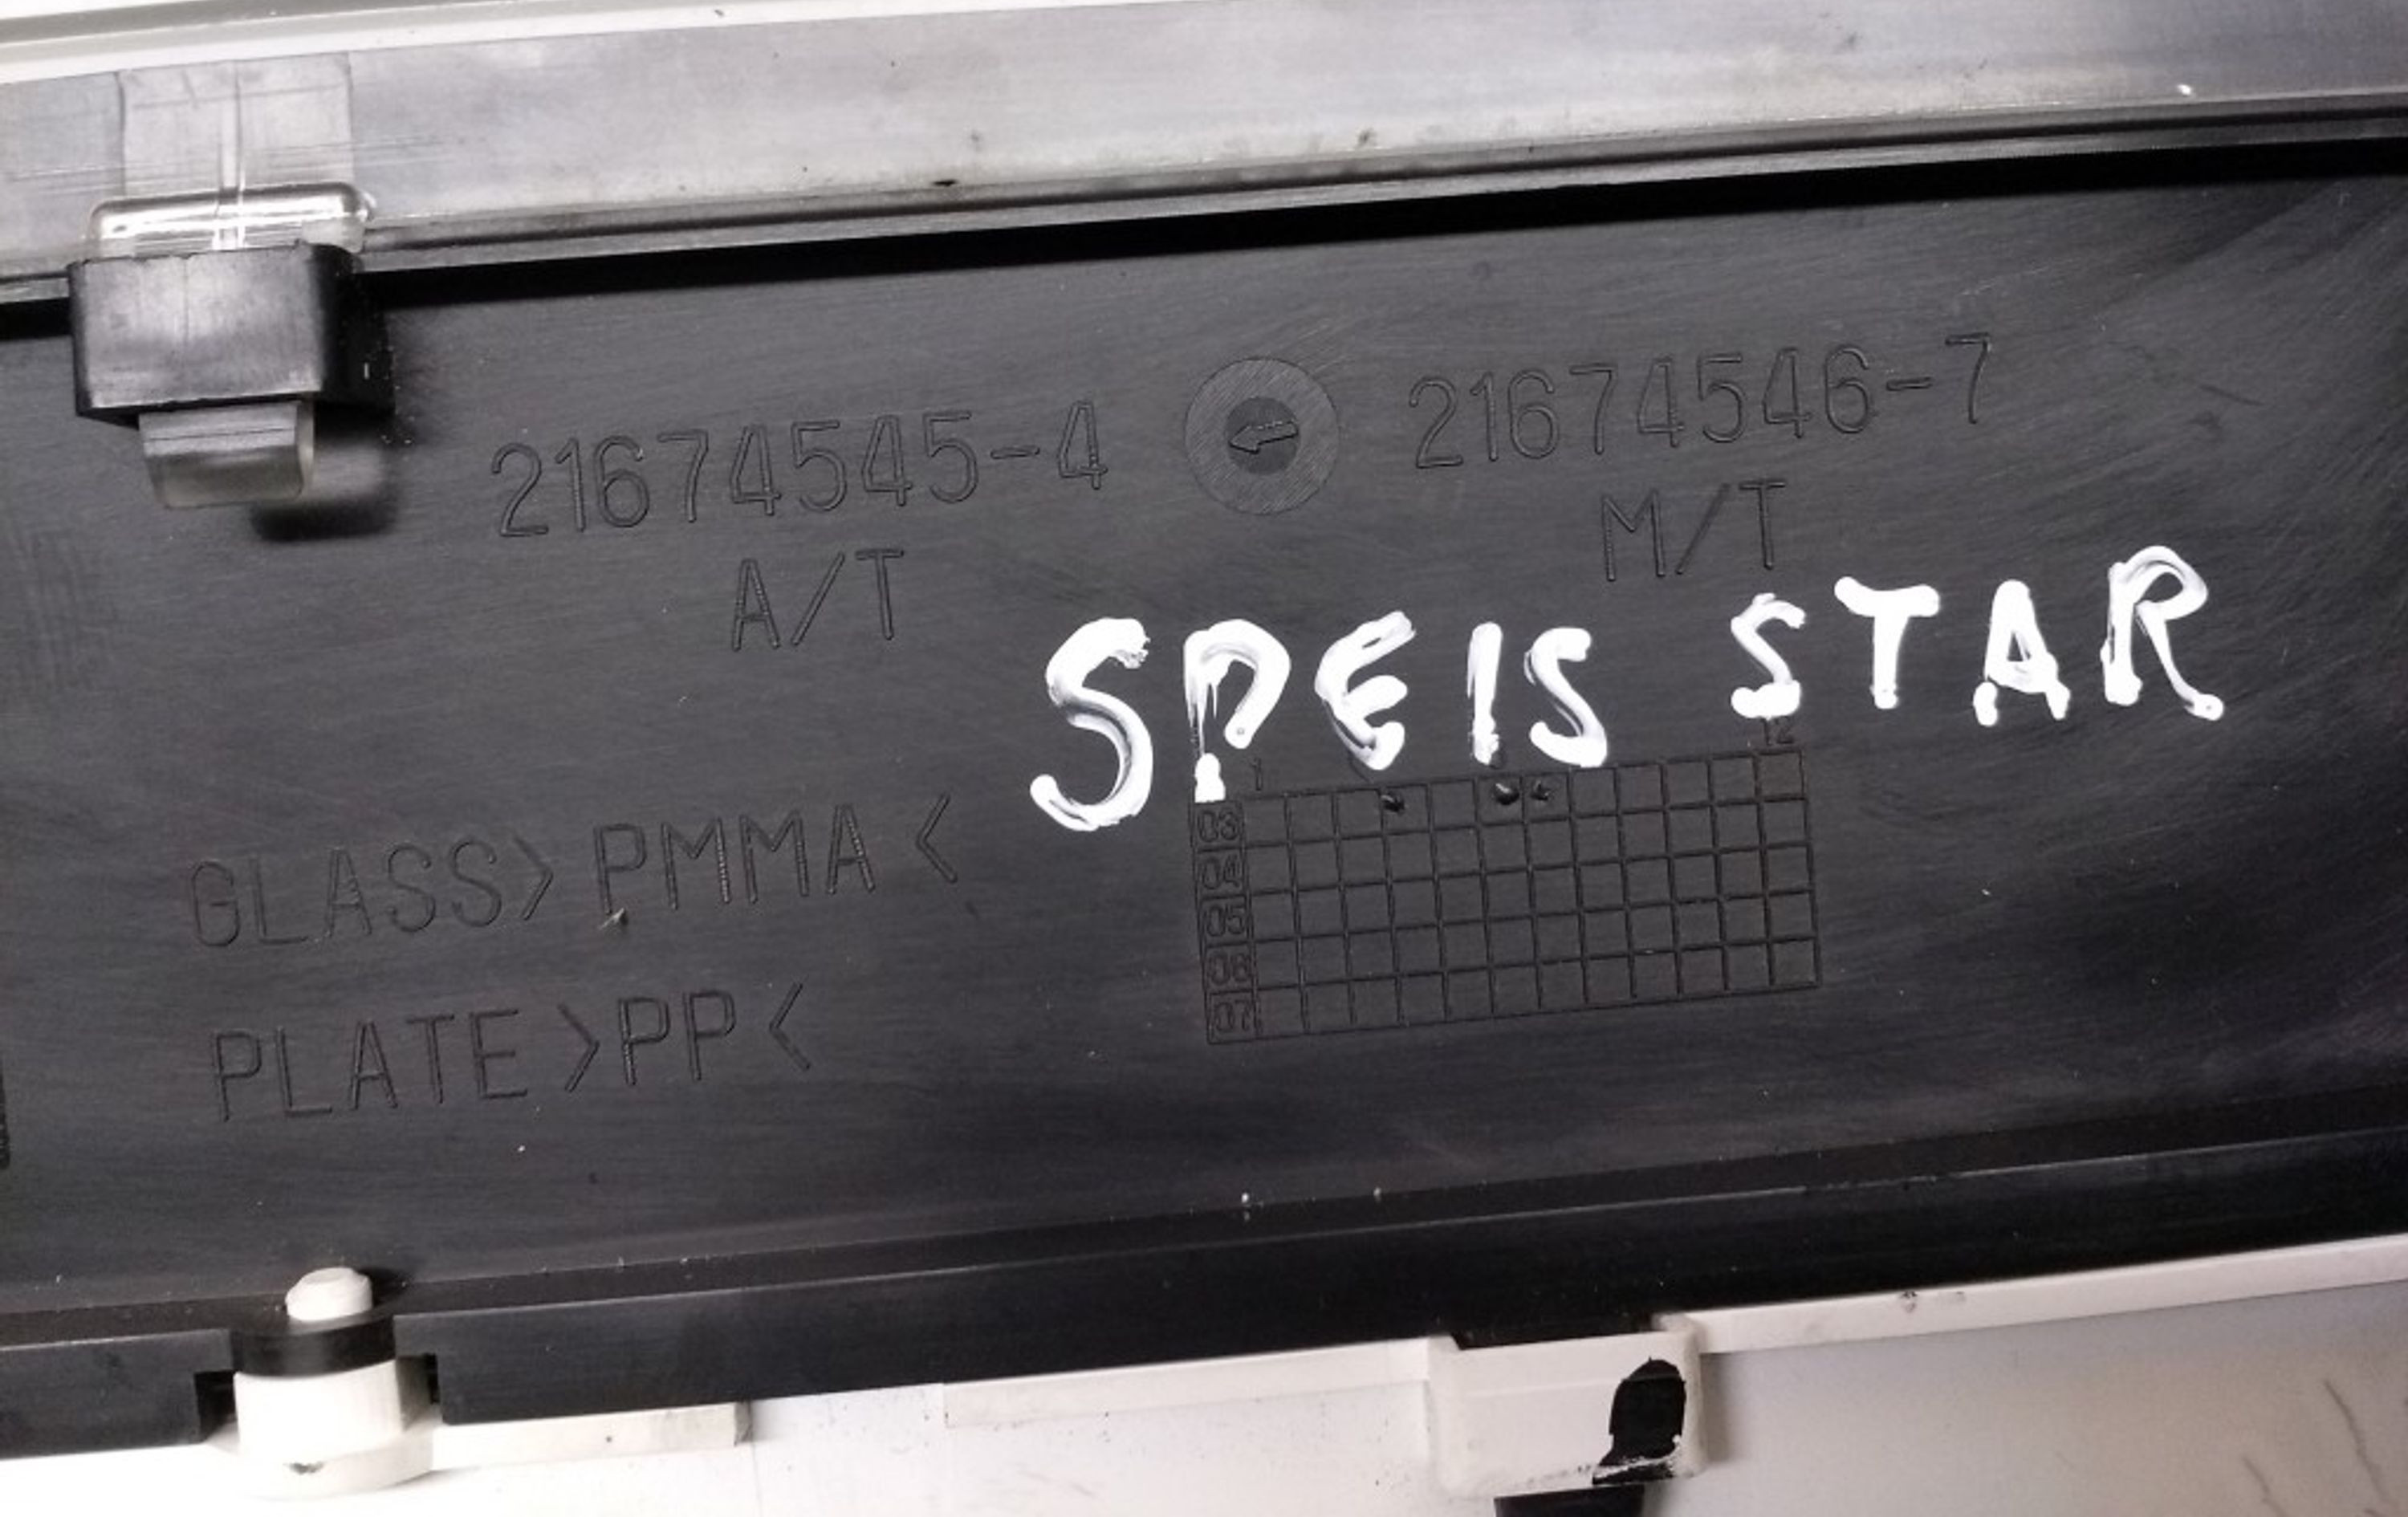 21674545-4
A/T
21674546-7
M/T
SPEIS STAR
GLASS>PMMA<
PLATE>PP<
1 12
03
04
05
06
07